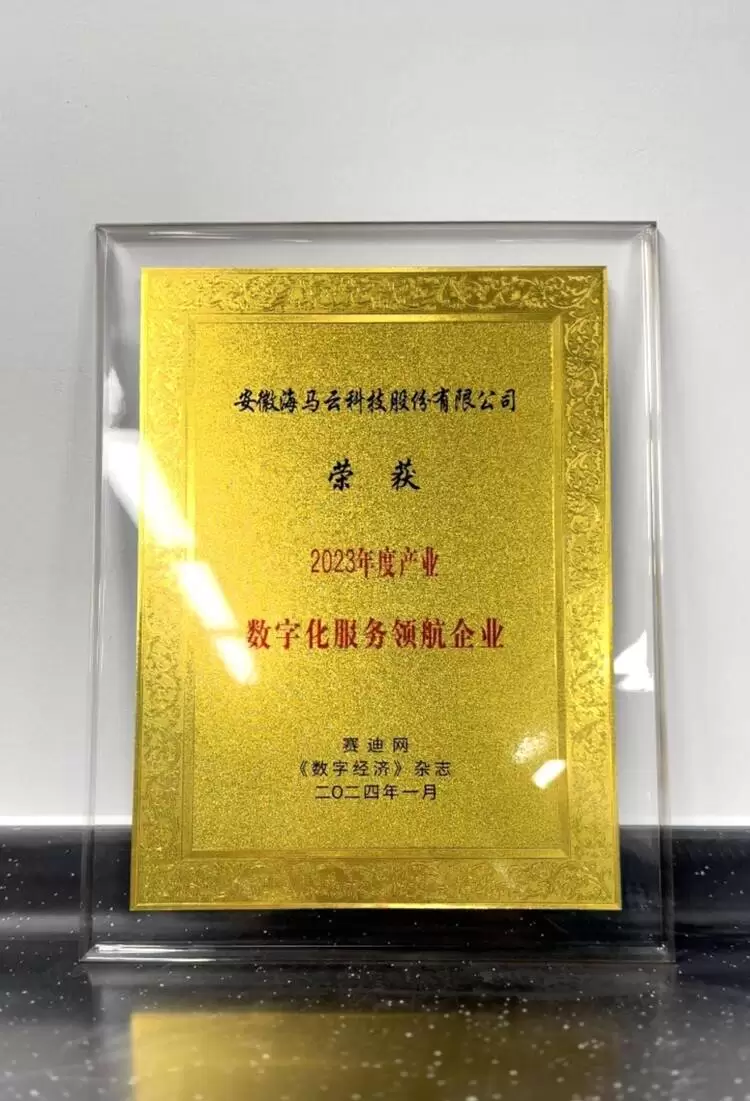 安徽海马云科技股份有限公司
荣 获
2023年度产业
数字化服务领航企业
赛迪网
《数字经济》杂志
二〇二四年一月